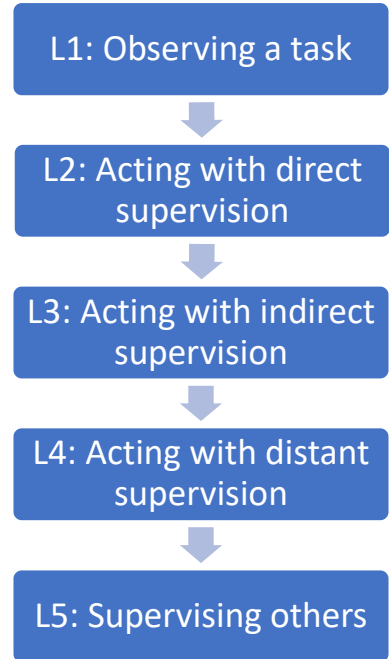 L1: Observing a task
L2: Acting with direct
supervision
L3: Acting with indirect
supervision
L4: Acting with distant
supervision
L5: Supervising others